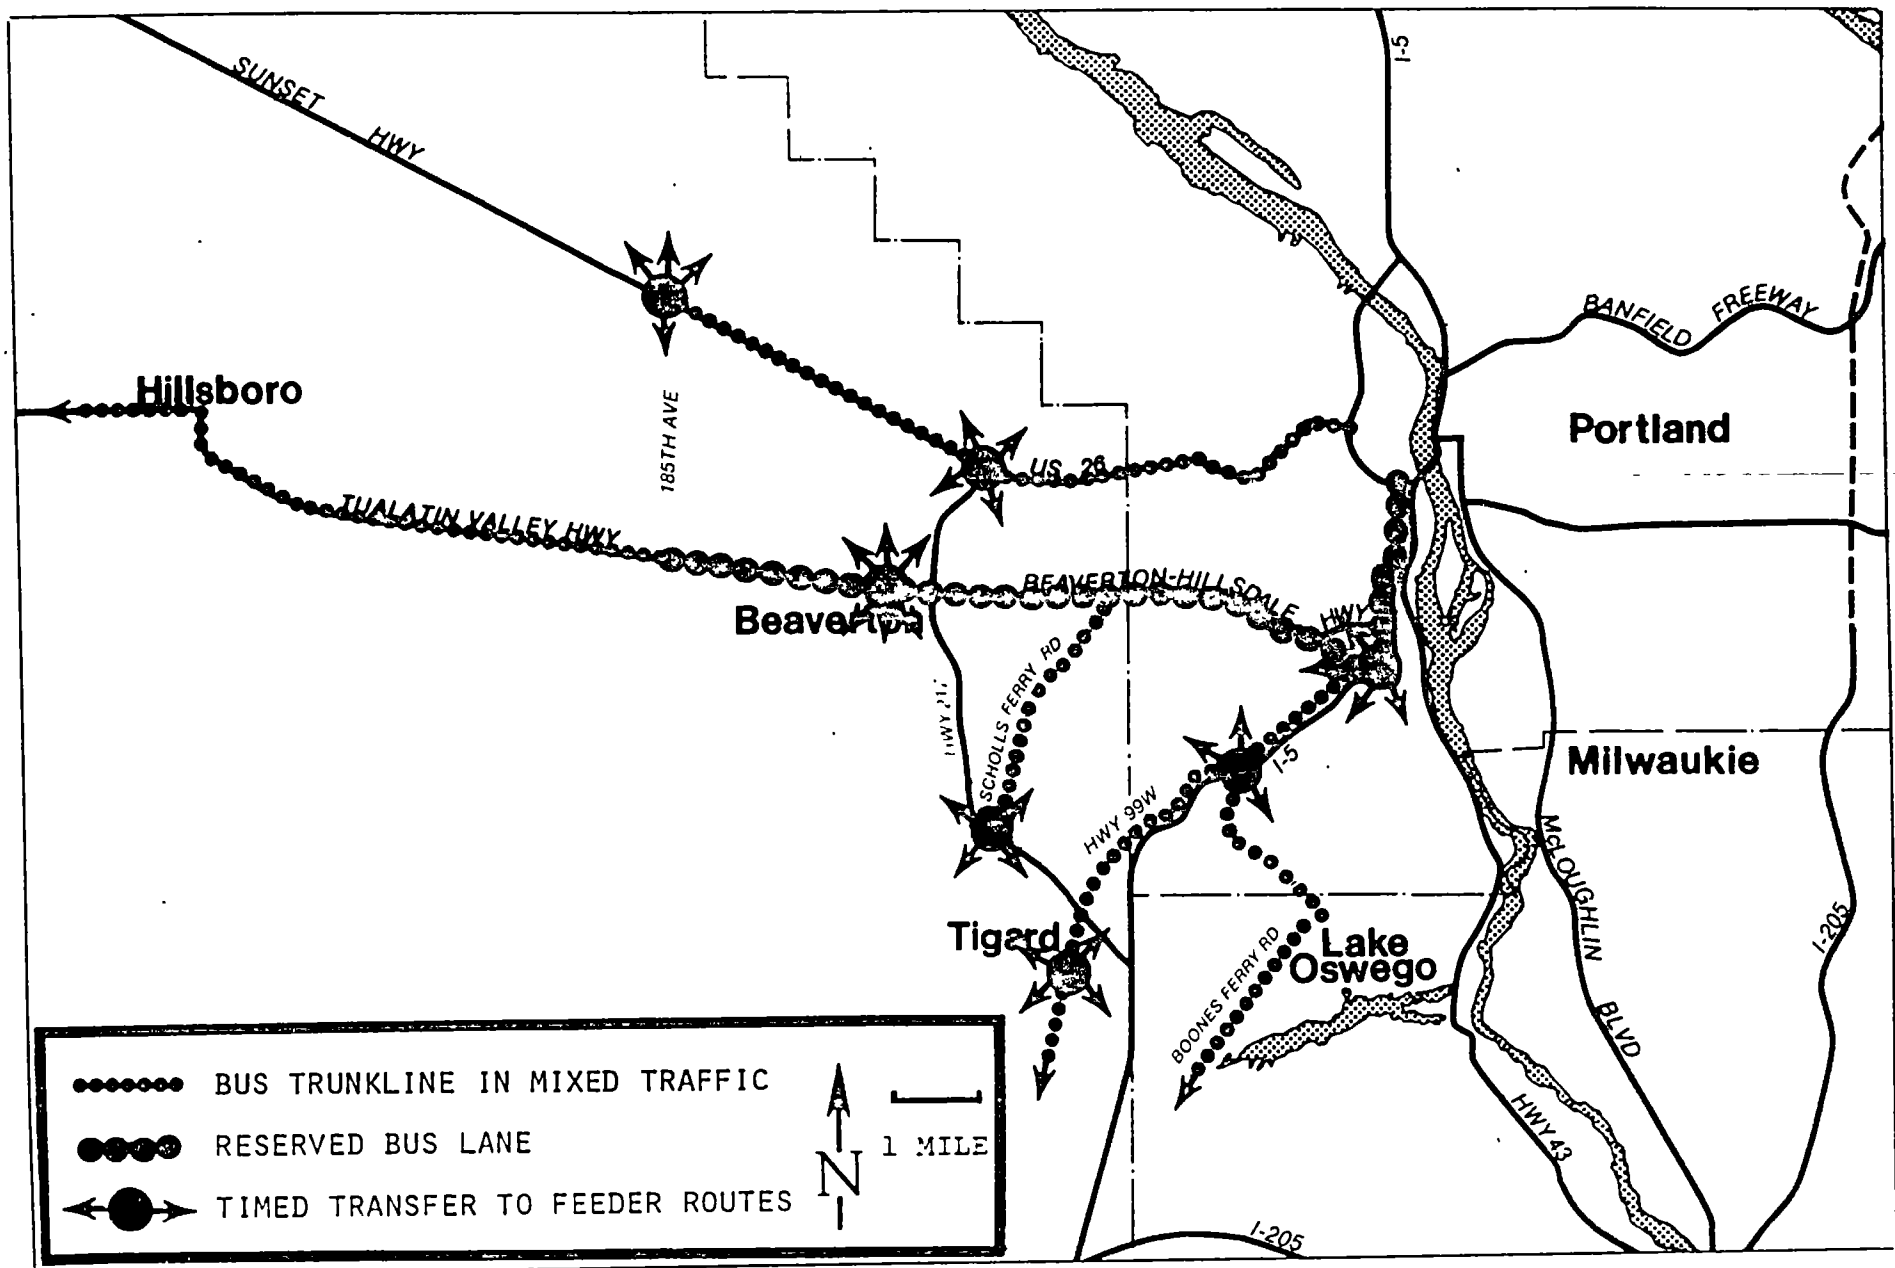 I-5
SUNSET
HWY
BANFIELD
FREEWAY
Hillsboro
185TH AVE
Portland
US 26
TUALATIN VALLEY HWY
BEAVERTON-HILLSDALE
HWY
Beaverton
SCHOLLS FERRY RD
HWY 217
I-5
Milwaukie
HWY 99W
McLOUGHLIN
BLVD
I-205
Tigard
Lake
Oswego
BOONES FERRY RD
HWY 43
I-205
BUS TRUNKLINE IN MIXED TRAFFIC
RESERVED BUS LANE
TIMED TRANSFER TO FEEDER ROUTES
N
1 MILE